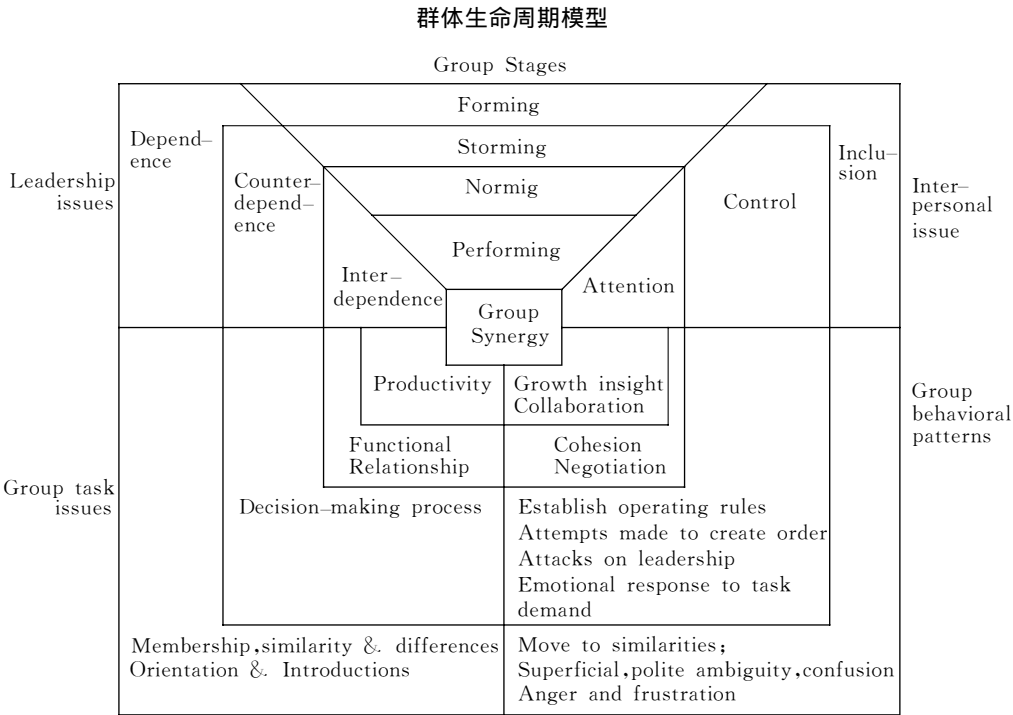 群体生命周期模型
Group Stages
Forming
Storming
Normig
Performing
Group
Synergy
Leadership
issues
Depend–
ence
Counter–
depend–
ence
Inter–
dependence
Attention
Control
Inclu–
sion
Inter–
personal
issue
Group task
issues
Productivity
Functional
Relationship
Decision–making process
Membership,similarity & differences
Orientation & Introductions
Growth insight
Collaboration
Cohesion
Negotiation
Establish operating rules
Attempts made to create order
Attacks on leadership
Emotional response to task
demand
Move to similarities;
Superficial,polite ambiguity,confusion
Anger and frustration
Group
behavioral
patterns